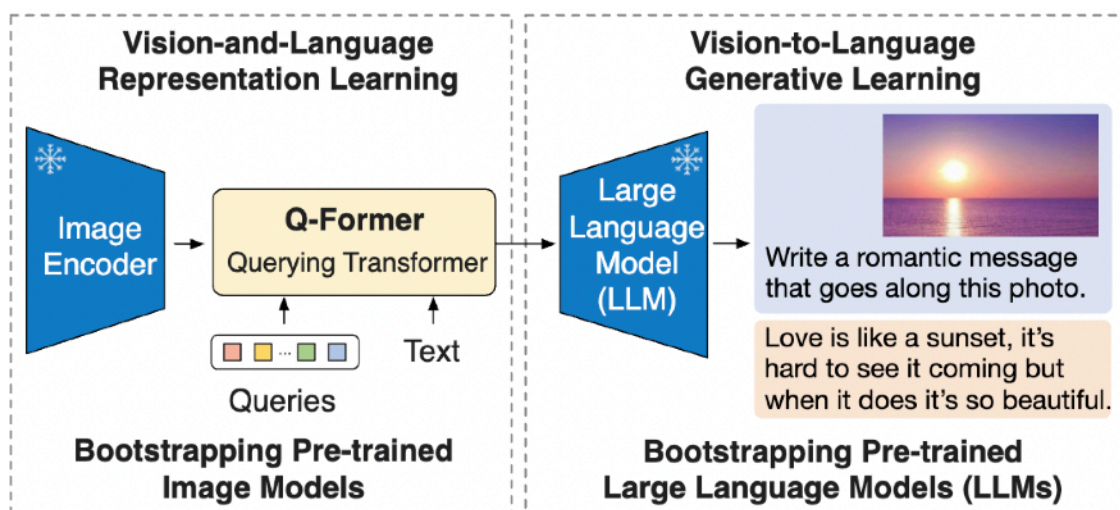 Vision-and-Language
Representation Learning
Image
Encoder
Q-Former
Querying Transformer
...
Queries
Text
Bootstrapping Pre-trained
Image Models
Vision-to-Language
Generative Learning
Large
Language
Model
(LLM)
Write a romantic message
that goes along this photo.
Love is like a sunset, it's
hard to see it coming but
when it does it's so beautiful.
Bootstrapping Pre-trained
Large Language Models (LLMs)